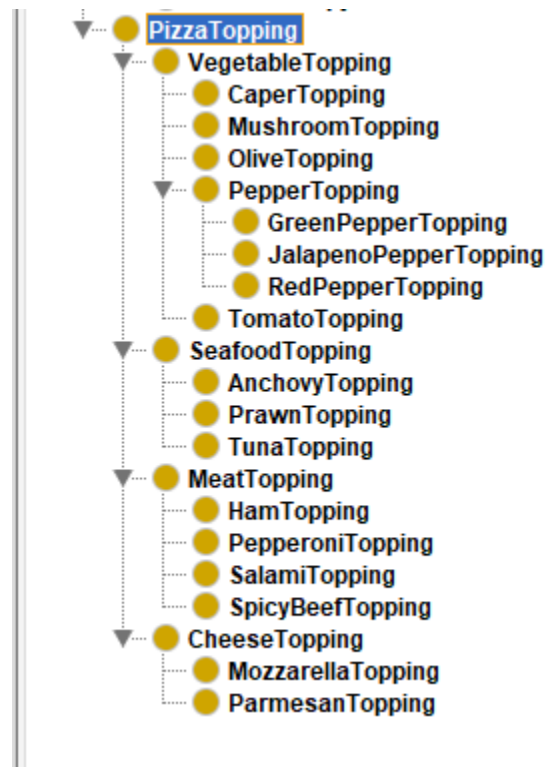 PizzaTopping
VegetableTopping
CaperTopping
MushroomTopping
OliveTopping
PepperTopping
GreenPepperTopping
JalapenoPepperTopping
RedPepperTopping
TomatoTopping
SeafoodTopping
AnchovyTopping
PrawnTopping
TunaTopping
MeatTopping
HamTopping
PepperoniTopping
SalamiTopping
SpicyBeefTopping
CheeseTopping
MozzarellaTopping
ParmesanTopping